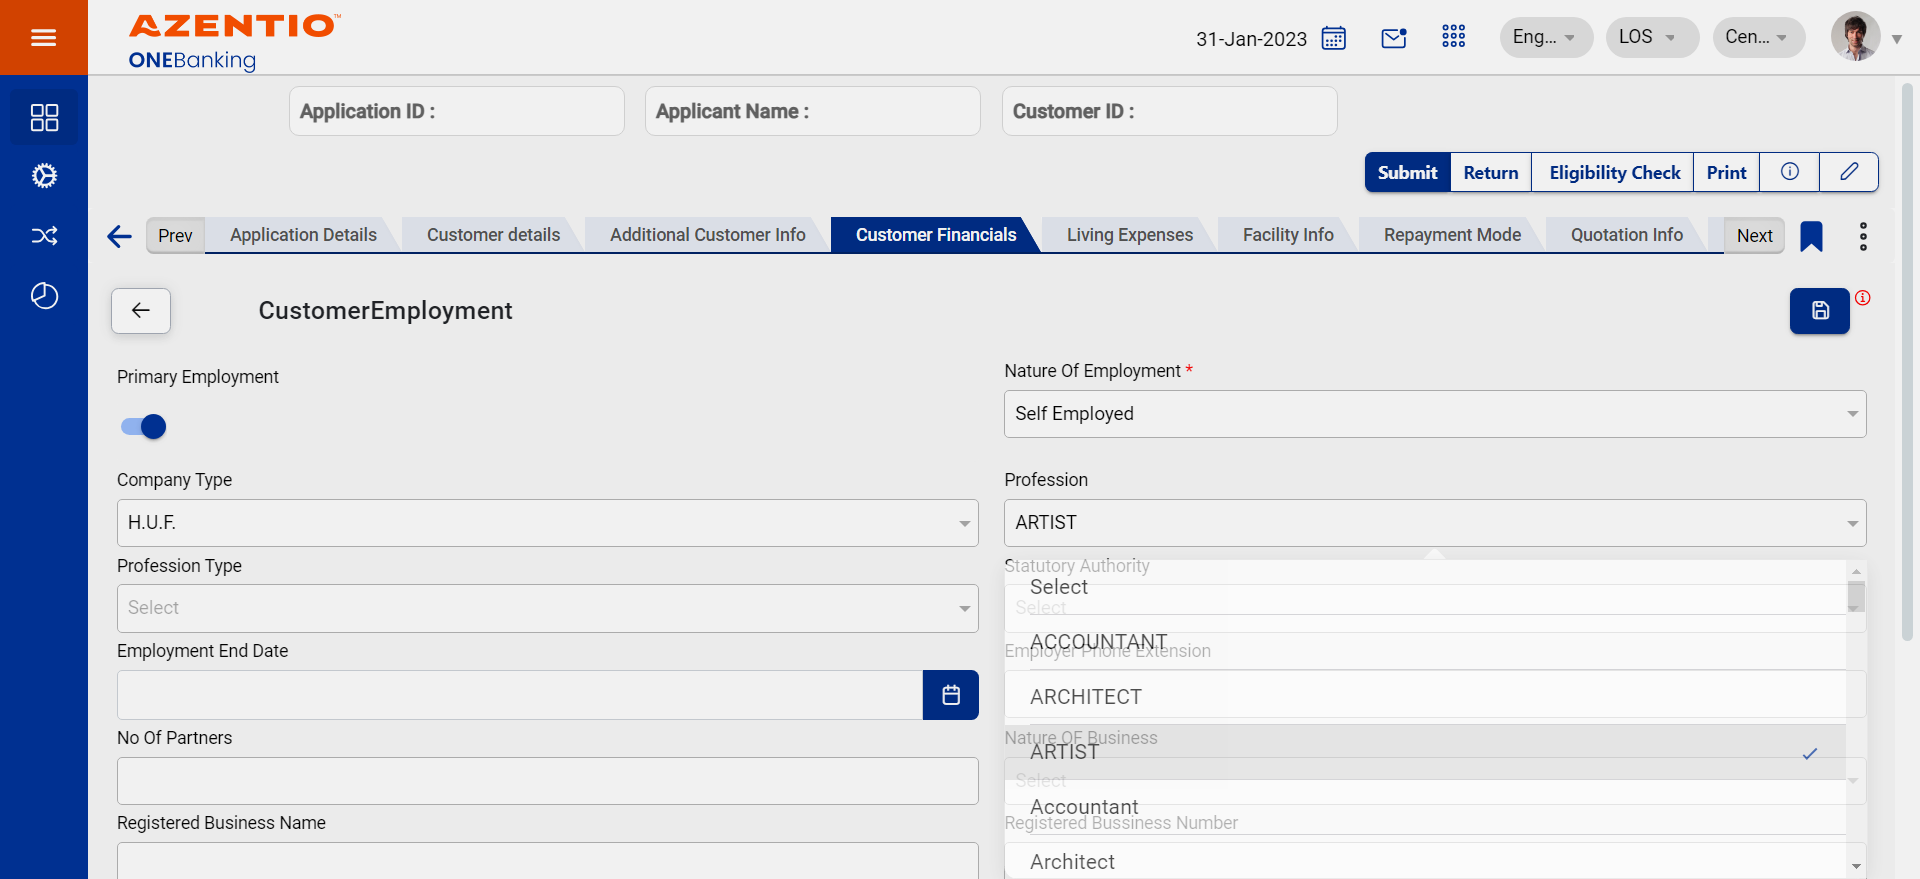 AZENTIO™
ONEBanking
31-Jan-2023
Eng...
LOS
Cen...
Application ID :
Applicant Name :
Customer ID :
Submit
Return
Eligibility Check
Print
Prev
Application Details
Customer details
Additional Customer Info
Customer Financials
Living Expenses
Facility Info
Repayment Mode
Quotation Info
Next
CustomerEmployment
Primary Employment
Nature Of Employment *
Self Employed
Company Type
H.U.F.
Profession
ARTIST
Profession Type
Select
Statutory Authority
Select
Select
Employment End Date
ACCOUNTANT
Employer Phone Extension
ARCHITECT
No Of Partners
Nature OF Business
ARTIST
Select
Accountant
Registered Business Name
Registered Bussiness Number
Architect